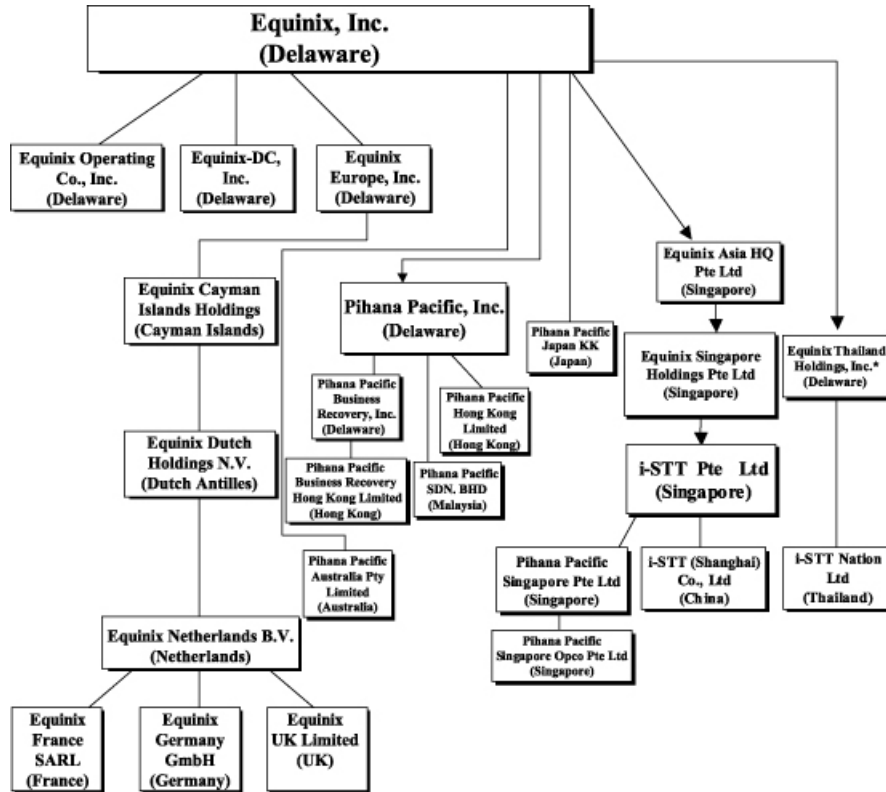 Equinix, Inc.
(Delaware)
Equinix Operating
Co., Inc.
(Delaware)
Equinix-DC,
Inc.
(Delaware)
Equinix
Europe, Inc.
(Delaware)
Equinix Asia HQ
Pte Ltd
(Singapore)
Equinix Cayman
Islands Holdings
(Cayman Islands)
Pihana Pacific, Inc.
(Delaware)
Pihana Pacific
Japan KK
(Japan)
Equinix Singapore
Holdings Pte Ltd
(Singapore)
Equinix Thailand
Holdings, Inc.*
(Delaware)
Pihana Pacific
Business
Recovery, Inc.
(Delaware)
Pihana Pacific
Hong Kong
Limited
(Hong Kong)
Equinix Dutch
Holdings N.V.
(Dutch Antilles)
Pihana Pacific
Business Recovery
Hong Kong Limited
(Hong Kong)
Pihana Pacific
SDN. BHD
(Malaysia)
i-STT Pte Ltd
(Singapore)
Pihana Pacific
Australia Pty
Limited
(Australia)
Pihana Pacific
Singapore Pte Ltd
(Singapore)
i-STT (Shanghai)
Co., Ltd
(China)
i-STT Nation
Ltd
(Thailand)
Equinix Netherlands B.V.
(Netherlands)
Pihana Pacific
Singapore Opco Pte Ltd
(Singapore)
Equinix
France
SARL
(France)
Equinix
Germany
GmbH
(Germany)
Equinix
UK Limited
(UK)